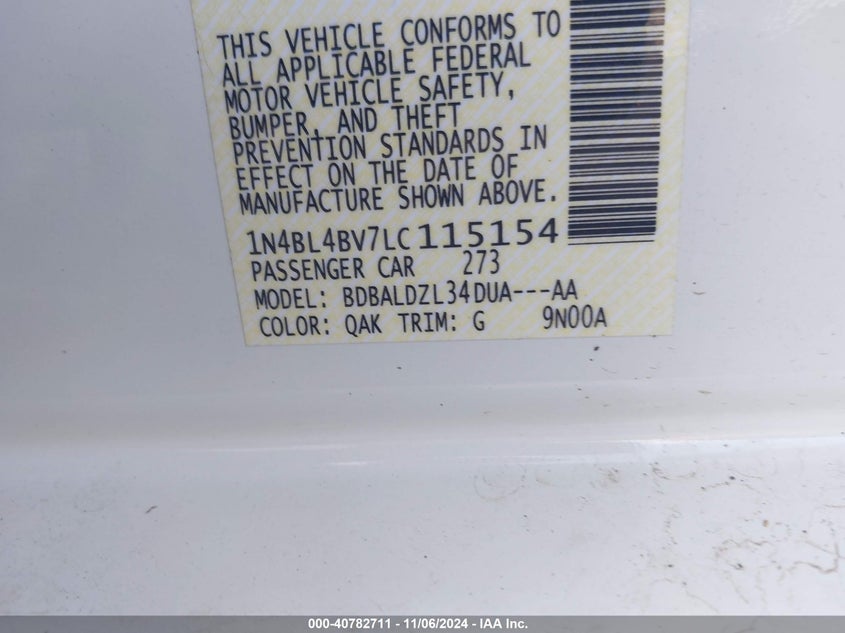 THIS VEHICLE CONFORMS TO
ALL APPLICABLE FEDERAL
MOTOR VEHICLE SAFETY,
BUMPER, AND THEFT
PREVENTION STANDARDS IN
EFFECT ON THE DATE OF
MANUFACTURE SHOWN ABOVE.
1N4BL4BV7LC115154
PASSENGER CAR 273
MODEL: BDBALDZL34DUA---AA
COLOR: QAK TRIM: G 9N00A
000-40782711 - 11/06/2024 - IAA Inc.